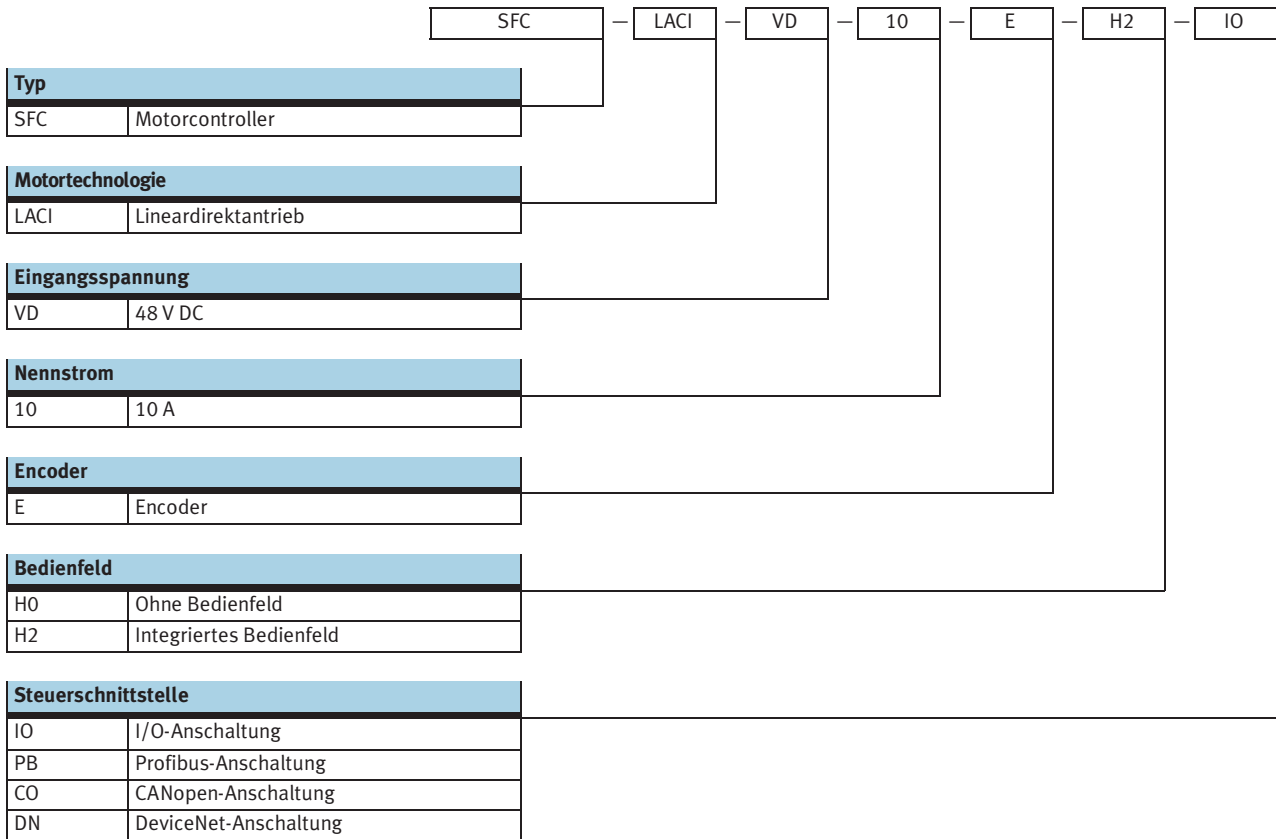 SFC — LACI — VD — 10 — E — H2 — IO
Typ
SFC Motorcontroller
Motortechnologie
LACI Lineardirektantrieb
Eingangsspannung
VD 48 V DC
Nennstrom
10 10 A
Encoder
E Encoder
Bedienfeld
H0 Ohne Bedienfeld
H2 Integriertes Bedienfeld
Steuerschnittstelle
IO I/O-Anschaltung
PB Profibus-Anschaltung
CO CANopen-Anschaltung
DN DeviceNet-Anschaltung